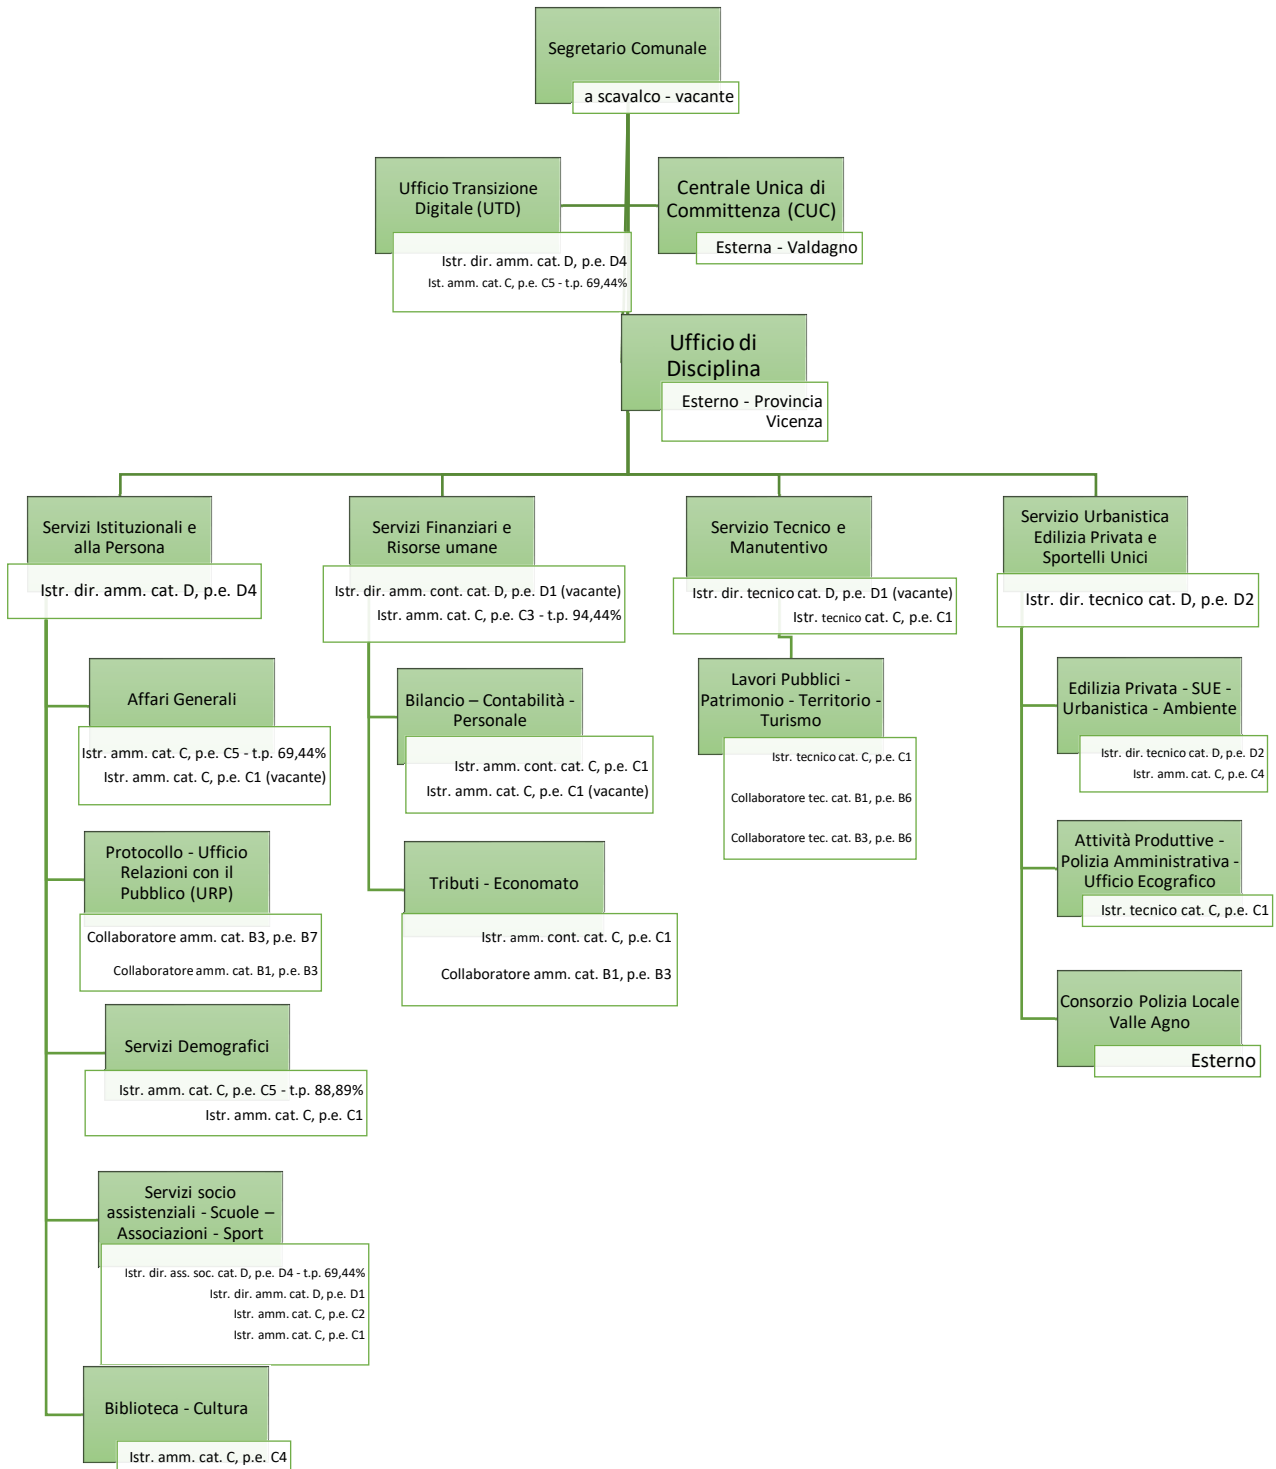 Segretario Comunale
a scavalco - vacante
Ufficio Transizione
Digitale (UTD)
Istr. dir. amm. cat. D, p.e. D4
Ist. amm. cat. C, p.e. C5 - t.p. 69,44%
Centrale Unica di
Committenza (CUC)
Esterna - Valdagno
Ufficio di
Disciplina
Esterno - Provincia
Vicenza
Servizi Istituzionali e
alla Persona
Istr. dir. amm. cat. D, p.e. D4
Affari Generali
Istr. amm. cat. C, p.e. C5 - t.p. 69,44%
Istr. amm. cat. C, p.e. C1 (vacante)
Protocollo - Ufficio
Relazioni con il
Pubblico (URP)
Collaboratore amm. cat. B3, p.e. B7
Collaboratore amm. cat. B1, p.e. B3
Servizi Demografici
Istr. amm. cat. C, p.e. C5 - t.p. 88,89%
Istr. amm. cat. C, p.e. C1
Servizi socio
assistenziali - Scuole –
Associazioni - Sport
Istr. dir. ass. soc. cat. D, p.e. D4 - t.p. 69,44%
Istr. dir. amm. cat. D, p.e. D1
Istr. amm. cat. C, p.e. C2
Istr. amm. cat. C, p.e. C1
Biblioteca - Cultura
Istr. amm. cat. C, p.e. C4
Servizi Finanziari e
Risorse umane
Istr. dir. amm. cont. cat. D, p.e. D1 (vacante)
Istr. amm. cat. C, p.e. C3 - t.p. 94,44%
Bilancio – Contabilità -
Personale
Istr. amm. cont. cat. C, p.e. C1
Istr. amm. cat. C, p.e. C1 (vacante)
Tributi - Economato
Istr. amm. cont. cat. C, p.e. C1
Collaboratore amm. cat. B1, p.e. B3
Servizio Tecnico e
Manutentivo
Istr. dir. tecnico cat. D, p.e. D1 (vacante)
Istr. tecnico cat. C, p.e. C1
Lavori Pubblici -
Patrimonio - Territorio -
Turismo
Istr. tecnico cat. C, p.e. C1
Collaboratore tec. cat. B1, p.e. B6
Collaboratore tec. cat. B3, p.e. B6
Servizio Urbanistica
Edilizia Privata e
Sportelli Unici
Istr. dir. tecnico cat. D, p.e. D2
Edilizia Privata - SUE -
Urbanistica - Ambiente
Istr. dir. tecnico cat. D, p.e. D2
Istr. amm. cat. C, p.e. C4
Attività Produttive -
Polizia Amministrativa -
Ufficio Ecografico
Istr. tecnico cat. C, p.e. C1
Consorzio Polizia Locale
Valle Agno
Esterno